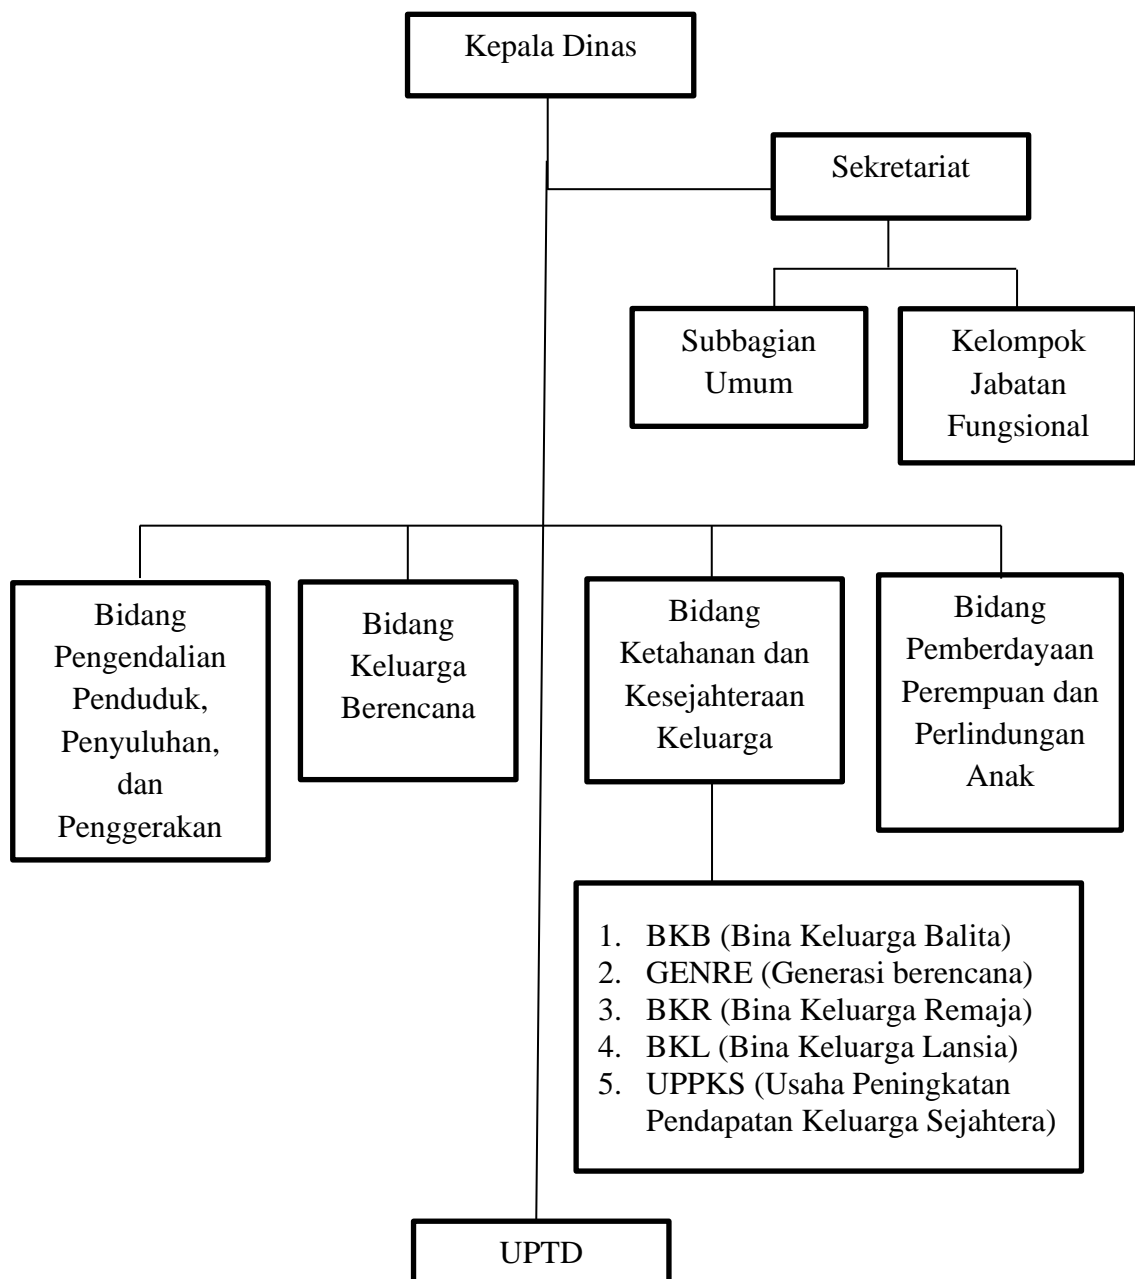 Kepala Dinas
Sekretariat
Subbagian
Umum
Kelompok
Jabatan
Fungsional
Bidang
Pengendalian
Penduduk,
Penyuluhan,
dan
Penggerakan
Bidang
Keluarga
Berencana
Bidang
Ketahanan dan
Kesejahteraan
Keluarga
Bidang
Pemberdayaan
Perempuan dan
Perlindungan
Anak
1. BKB (Bina Keluarga Balita)
2. GENRE (Generasi berencana)
3. BKR (Bina Keluarga Remaja)
4. BKL (Bina Keluarga Lansia)
5. UPPKS (Usaha Peningkatan
Pendapatan Keluarga Sejahtera)
UPTD